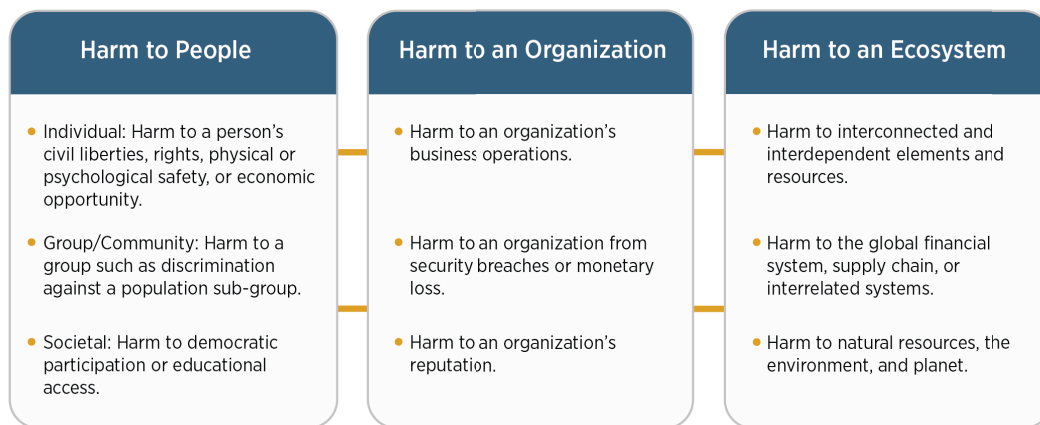 Harm to People
• Individual: Harm to a person’s
civil liberties, rights, physical or
psychological safety, or economic
opportunity.
• Group/Community: Harm to a
group such as discrimination
against a population sub-group.
• Societal: Harm to democratic
participation or educational
access.
Harm to an Organization
• Harm to an organization’s
business operations.
• Harm to an organization from
security breaches or monetary
loss.
• Harm to an organization’s
reputation.
Harm to an Ecosystem
• Harm to interconnected and
interdependent elements and
resources.
• Harm to the global financial
system, supply chain, or
interrelated systems.
• Harm to natural resources, the
environment, and planet.